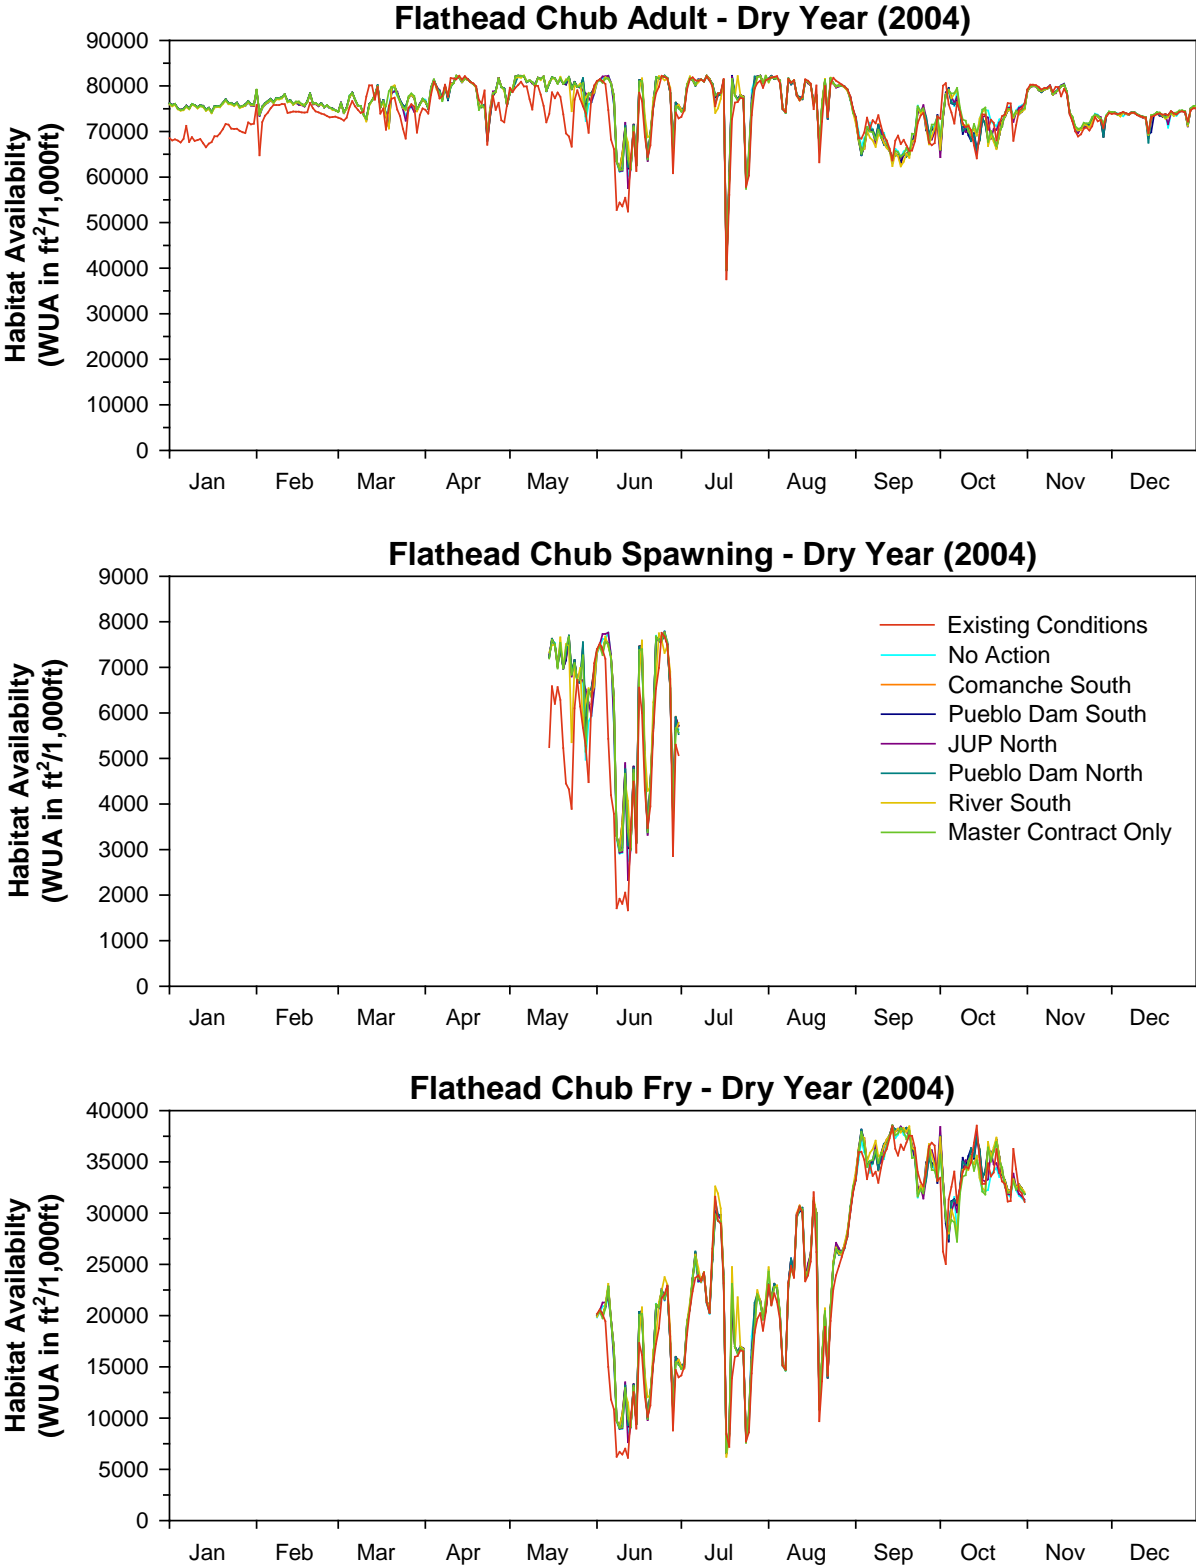 Flathead Chub Adult - Dry Year (2004)
90000
80000
70000
60000
50000
40000
30000
20000
10000
0
Habitat Availabilty
(WUA in ft²/1,000ft)
Jan Feb Mar Apr May Jun Jul Aug Sep Oct Nov Dec
Flathead Chub Spawning - Dry Year (2004)
9000
8000
7000
6000
5000
4000
3000
2000
1000
0
Habitat Availabilty
(WUA in ft²/1,000ft)
Existing Conditions
No Action
Comanche South
Pueblo Dam South
JUP North
Pueblo Dam North
River South
Master Contract Only
Jan Feb Mar Apr May Jun Jul Aug Sep Oct Nov Dec
Flathead Chub Fry - Dry Year (2004)
40000
35000
30000
25000
20000
15000
10000
5000
0
Habitat Availabilty
(WUA in ft²/1,000ft)
Jan Feb Mar Apr May Jun Jul Aug Sep Oct Nov Dec